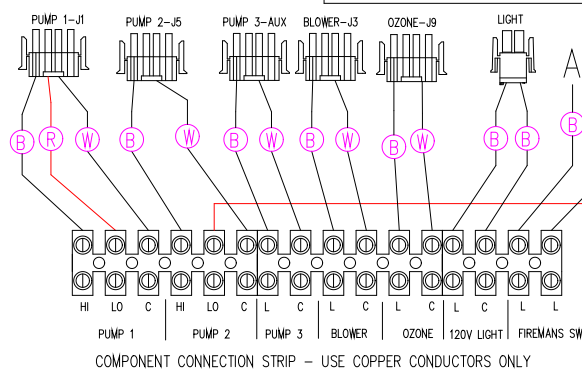 PUMP 1-J1 PUMP 2-J5 PUMP 3-AUX BLOWER-J3 OZONE-J9 LIGHT
A
B R W B W B W B W B W B B B
HI LO C HI LO C L C L C L C L C L L
PUMP 1 PUMP 2 PUMP 3 BLOWER OZONE 120V LIGHT FIREMANS SW
COMPONENT CONNECTION STRIP – USE COPPER CONDUCTORS ONLY